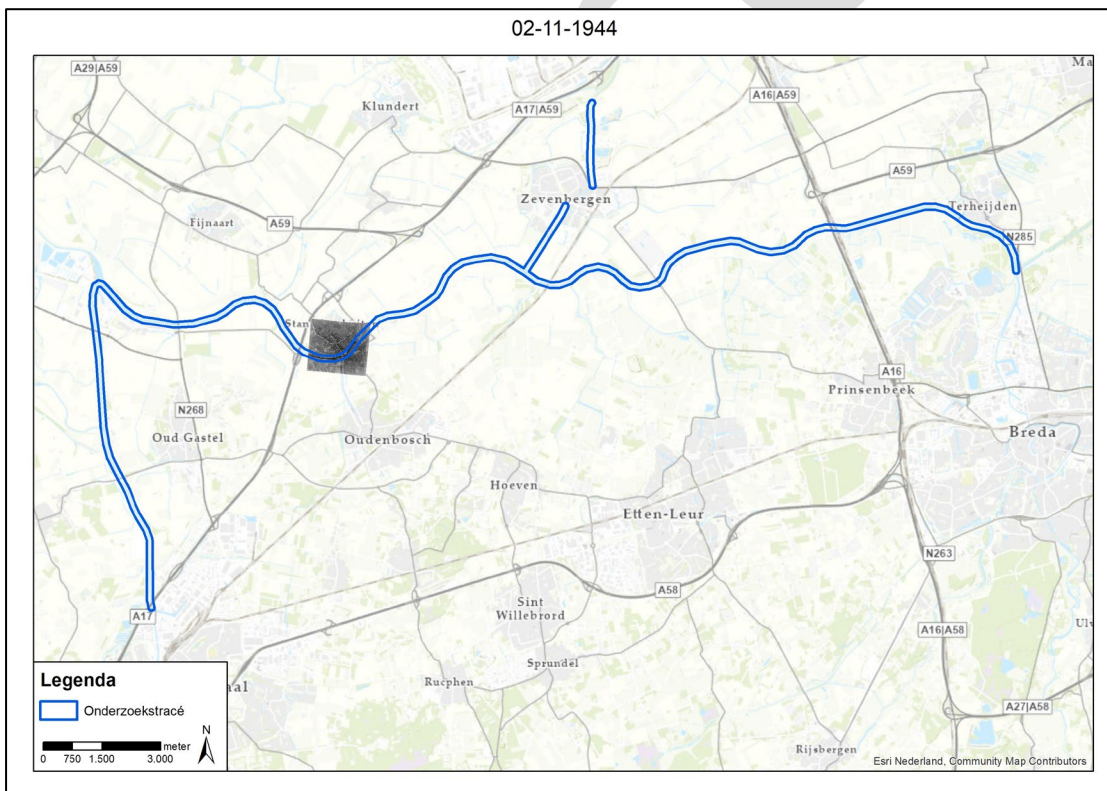 02-11-1944
A29|A59
Klundert
A17|A59
A16|A59
Zevenbergen
A59
Fijnaart
A59
Terheijden
N285
N268
Oud Gastel
Oudenbosch
A16
Prinsenbeek
Breda
Hoeven
Etten-Leur
N263
A58
Sint
Willebrord
A17
A16|A58
Sprundel
Rucphen
A27|A58
Rijsbergen
Legenda
Onderzoekstracé
N
meter
0 750 1.500 3.000
Esri Nederland, Community Map Contributors